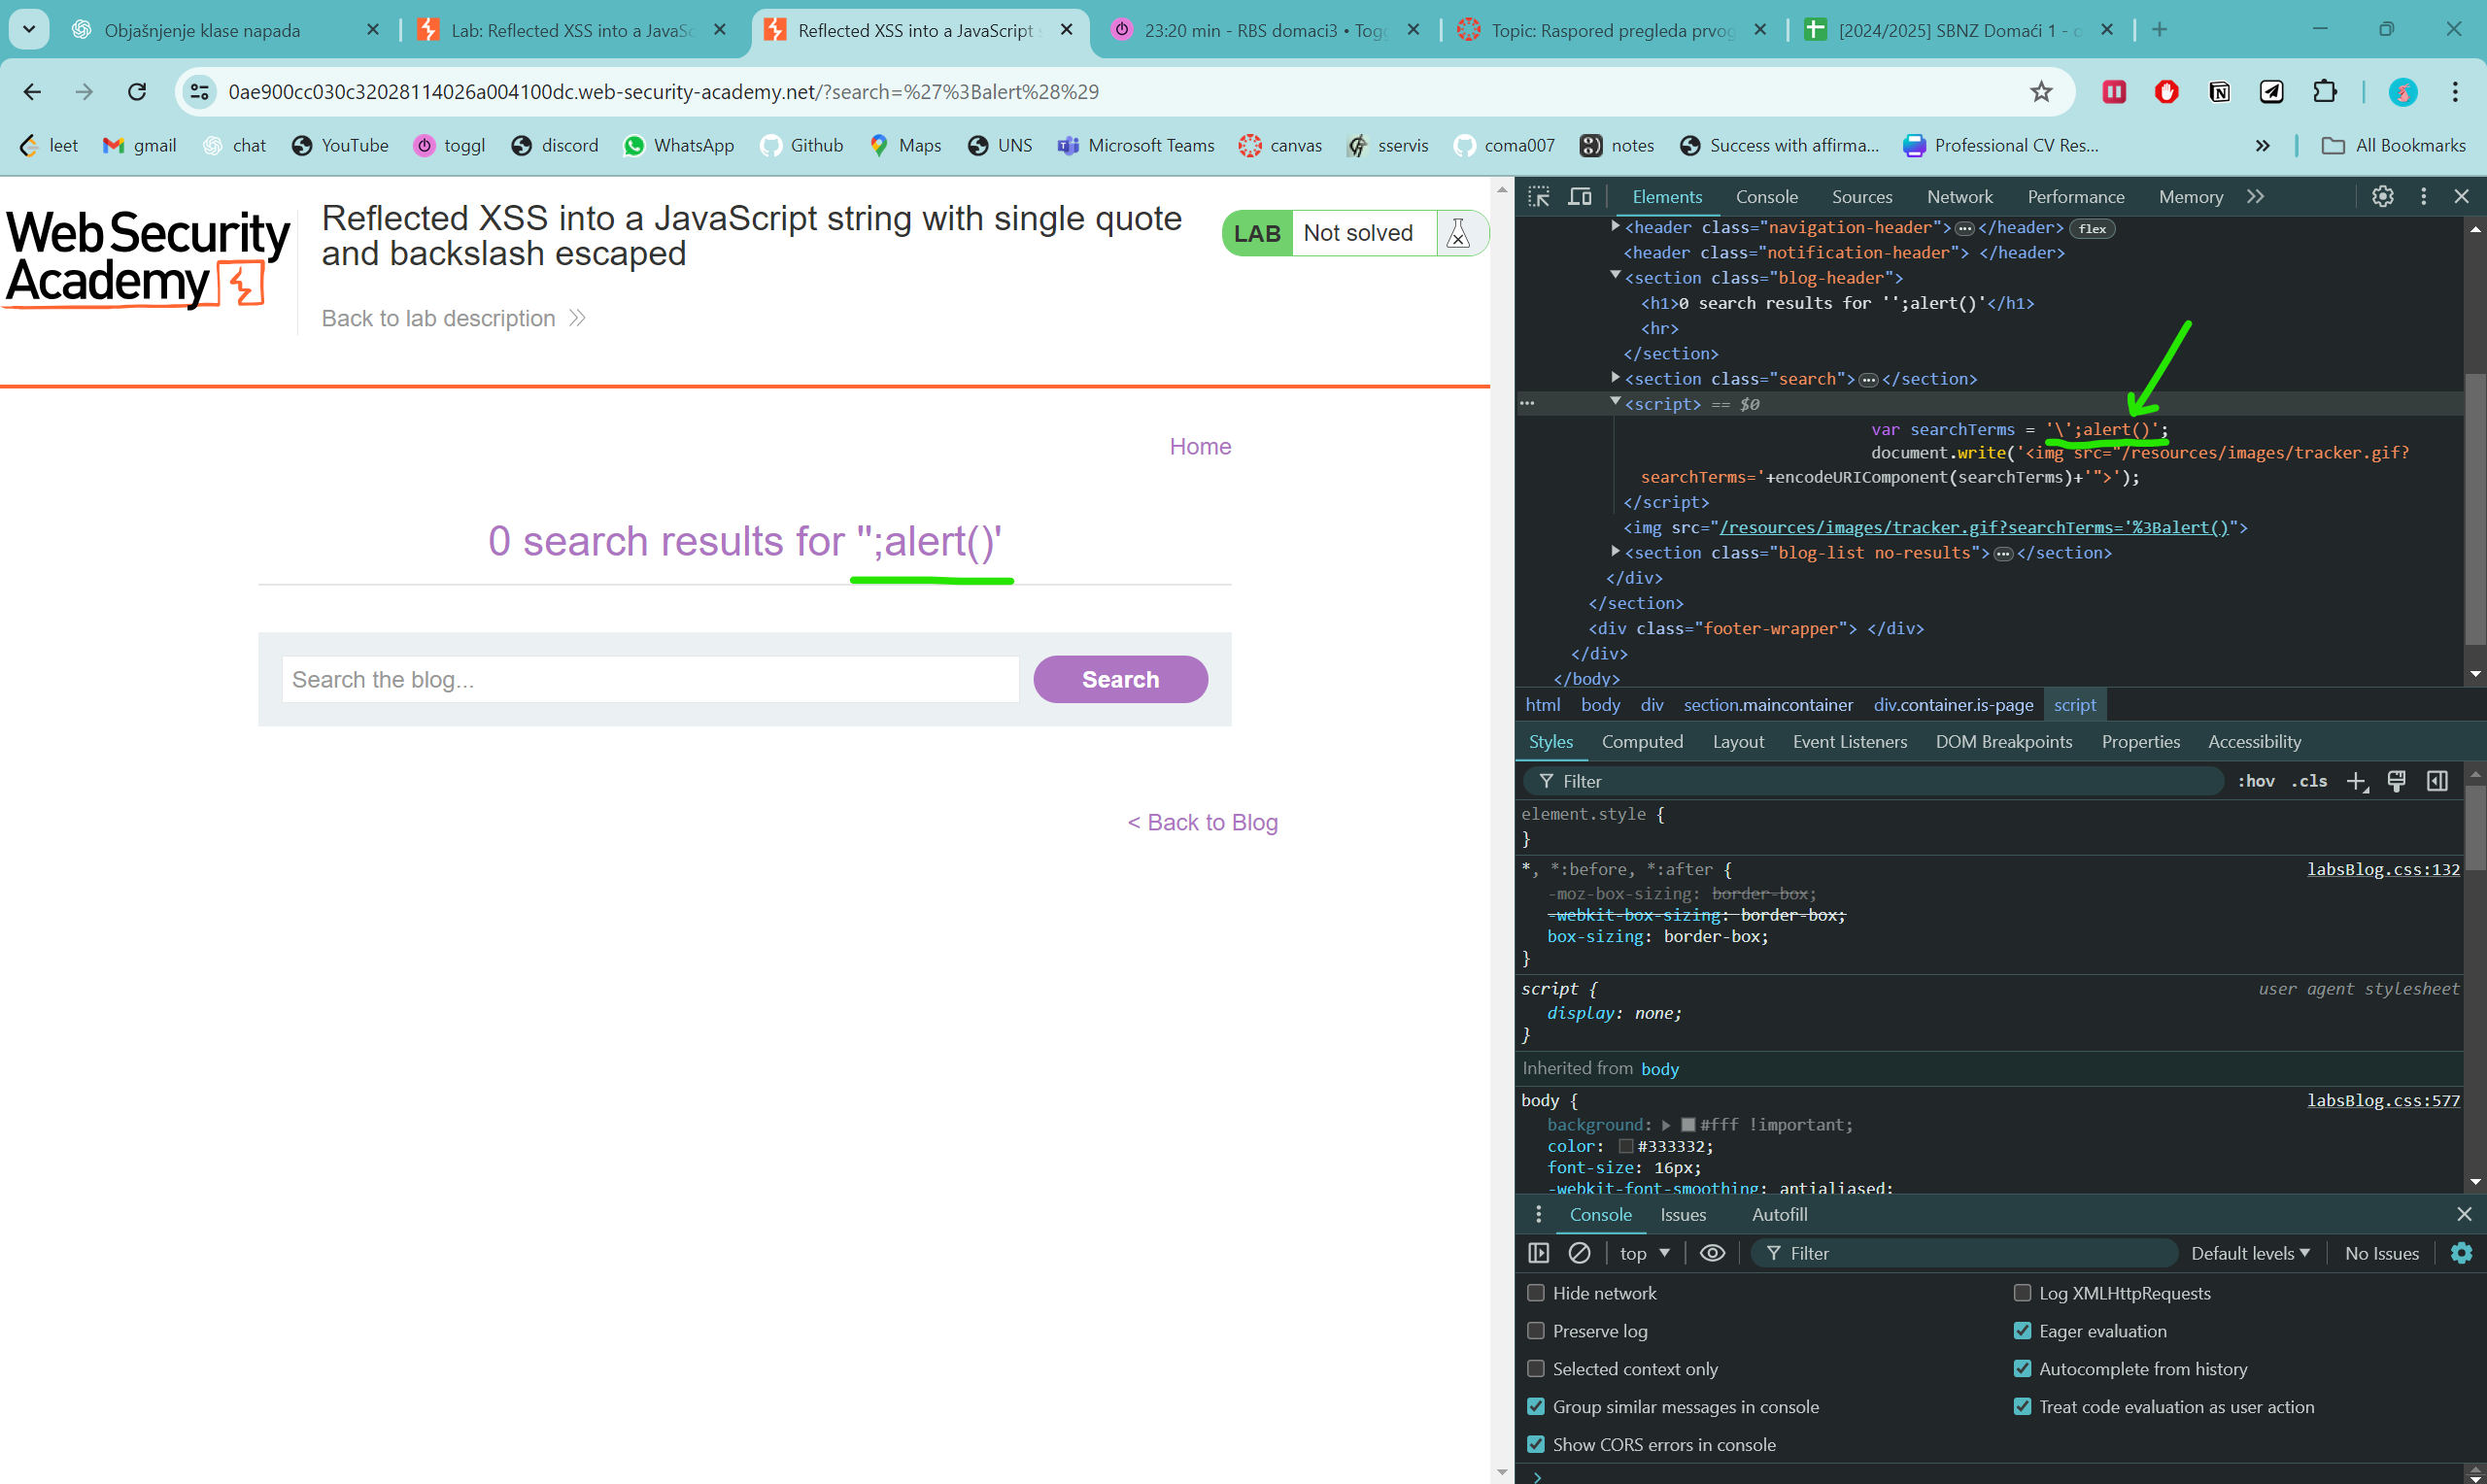 Objašnjenje klase napada
Lab: Reflected XSS into a JavaSc
Reflected XSS into a JavaScript s
23:20 min - RBS domaci3 • Togg
Topic: Raspored pregleda prvog
[2024/2025] SBNZ Domaći 1 - o
0ae900cc030c32028114026a004100dc.web-security-academy.net/?search=%27%3Balert%28%29
leet
gmail
chat
YouTube
toggl
discord
WhatsApp
Github
Maps
UNS
Microsoft Teams
canvas
sservis
coma007
notes
Success with affirma...
Professional CV Res...
All Bookmarks
Web Security
Academy
Reflected XSS into a JavaScript string with single quote
and backslash escaped
Back to lab description
LAB Not solved
Home
0 search results for '';alert()'
Search the blog...
Search
< Back to Blog
Elements Console Sources Network Performance Memory
<header class="navigation-header">…</header> flex
<header class="notification-header"> </header>
<section class="blog-header">
<h1>0 search results for '';alert()'</h1>
<hr>
</section>
<section class="search">…</section>
<script> == $0
var searchTerms = '\';alert()';
document.write('<img src="/resources/images/tracker.gif?
searchTerms='+encodeURIComponent(searchTerms)+'">');
</script>
<img src="/resources/images/tracker.gif?searchTerms='%3Balert()">
<section class="blog-list no-results">…</section>
</div>
</section>
<div class="footer-wrapper"> </div>
</div>
</body>
html body div section.maincontainer div.container.is-page script
Styles Computed Layout Event Listeners DOM Breakpoints Properties Accessibility
Filter :hov .cls
element.style {
}
*, *:before, *:after { labsBlog.css:132
-moz-box-sizing: border-box;
-webkit-box-sizing: border-box;
box-sizing: border-box;
}
script { user agent stylesheet
display: none;
}
Inherited from body
body { labsBlog.css:577
background: #fff !important;
color: #333332;
font-size: 16px;
-webkit-font-smoothing: antialiased;
Console Issues Autofill
top Filter Default levels No Issues
Hide network Log XMLHttpRequests
Preserve log Eager evaluation
Selected context only Autocomplete from history
Group similar messages in console Treat code evaluation as user action
Show CORS errors in console